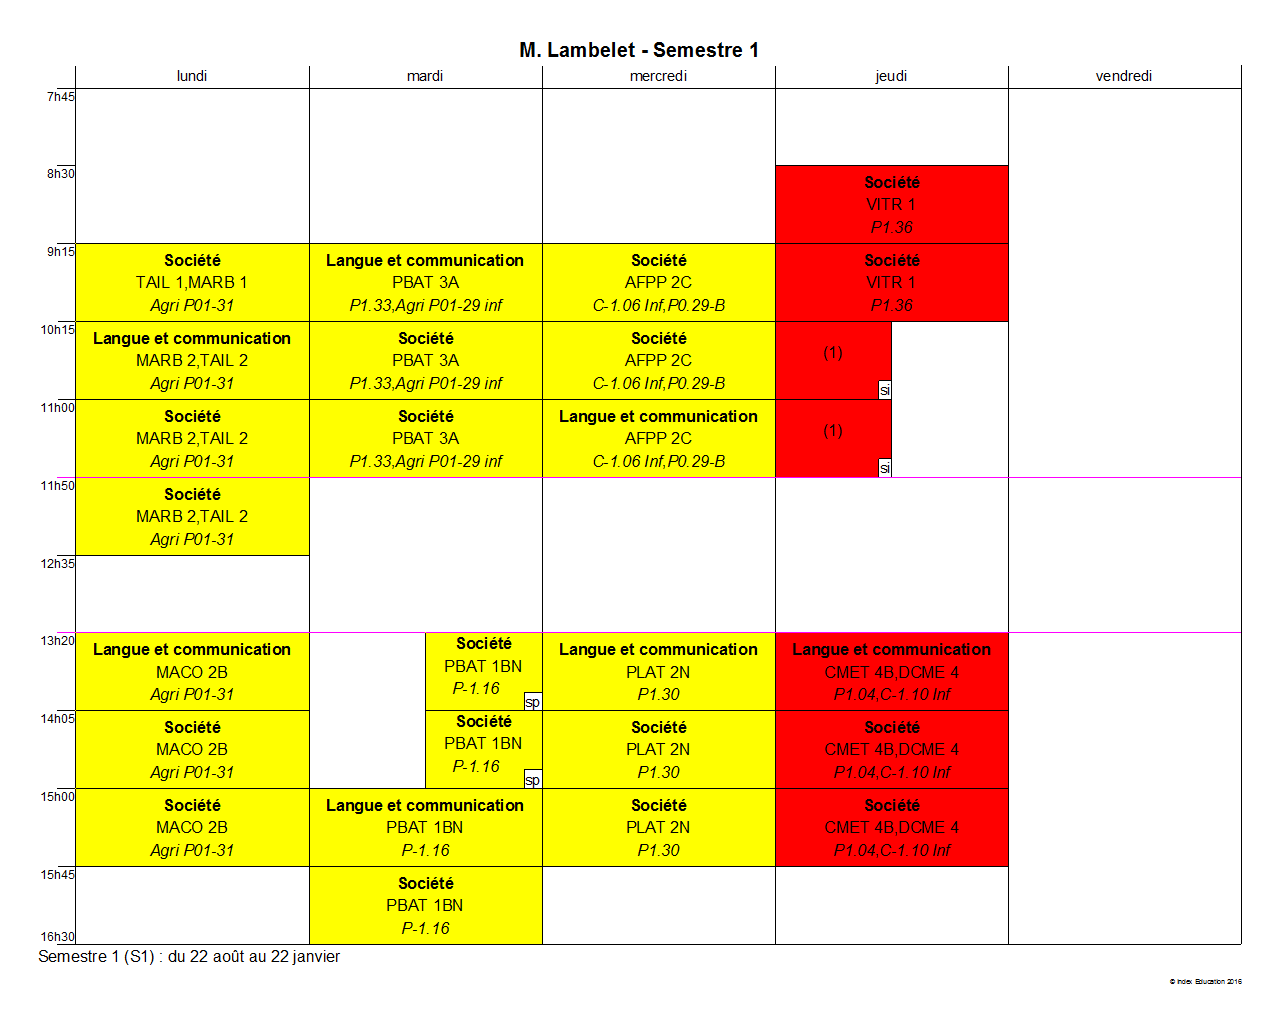 M. Lambelet - Semestre 1
lundi mardi mercredi jeudi vendredi
7h45
8h30
Société
VITR 1
P1.36
9h15
Société Langue et communication Société Société
TAIL 1,MARB 1 PBAT 3A AFPP 2C VITR 1
Agri P01-31 P1.33,Agri P01-29 inf C-1.06 Inf,P0.29-B P1.36
10h15
Langue et communication Société Société
MARB 2,TAIL 2 PBAT 3A AFPP 2C (1)
Agri P01-31 P1.33,Agri P01-29 inf C-1.06 Inf,P0.29-B si
11h00
Société Société Langue et communication
MARB 2,TAIL 2 PBAT 3A AFPP 2C (1)
Agri P01-31 P1.33,Agri P01-29 inf C-1.06 Inf,P0.29-B si
11h50
Société
MARB 2,TAIL 2
Agri P01-31
12h35
13h20
Langue et communication Société Langue et communication Langue et communication
MACO 2B PBAT 1BN PLAT 2N CMET 4B,DCME 4
Agri P01-31 P-1.16 sp P1.30 P1.04,C-1.10 Inf
14h05
Société Société Société Société
MACO 2B PBAT 1BN PLAT 2N CMET 4B,DCME 4
Agri P01-31 P-1.16 sp P1.30 P1.04,C-1.10 Inf
15h00
Société Langue et communication Société Société
MACO 2B PBAT 1BN PLAT 2N CMET 4B,DCME 4
Agri P01-31 P-1.16 P1.30 P1.04,C-1.10 Inf
15h45
Société
PBAT 1BN
P-1.16
16h30
Semestre 1 (S1) : du 22 août au 22 janvier
© Index Education 2016